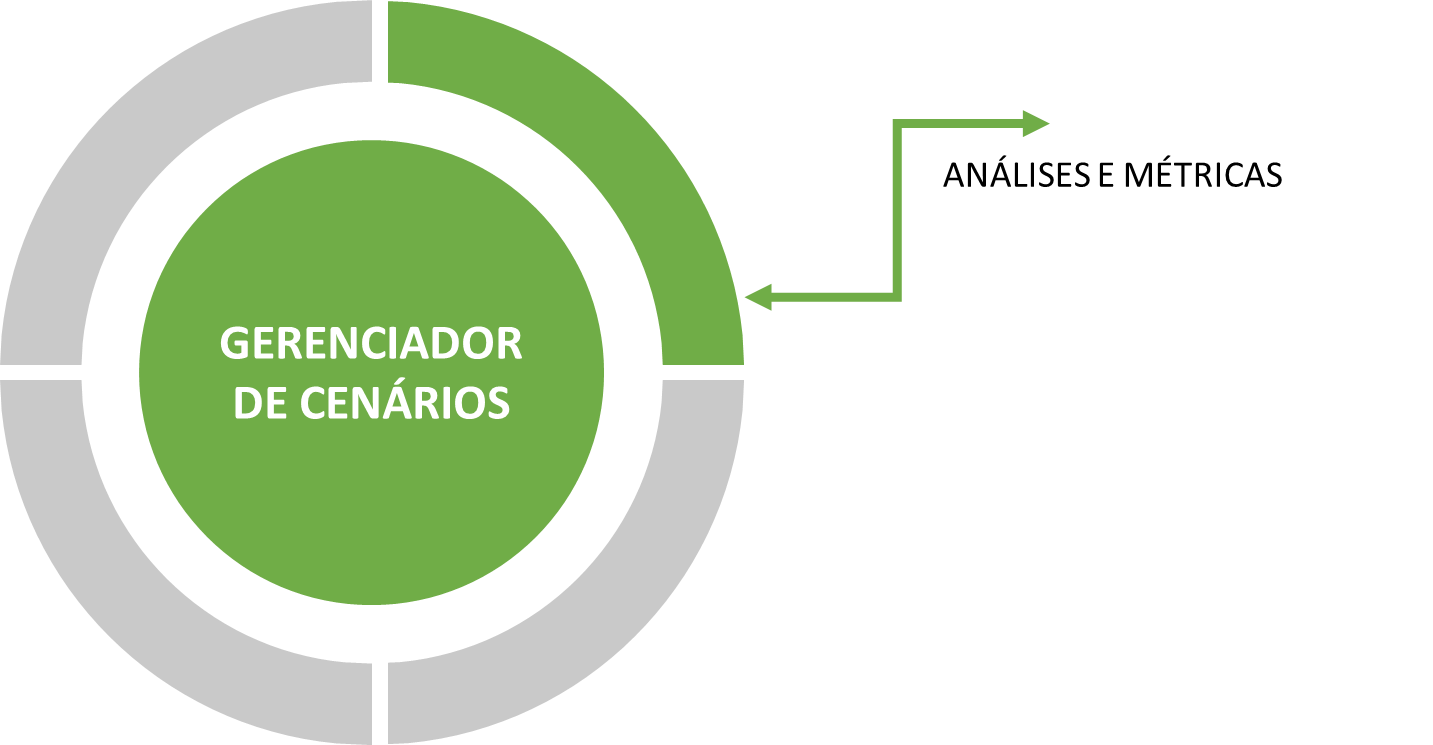 ANÁLISES E MÉTRICAS
GERENCIADOR
DE CENÁRIOS